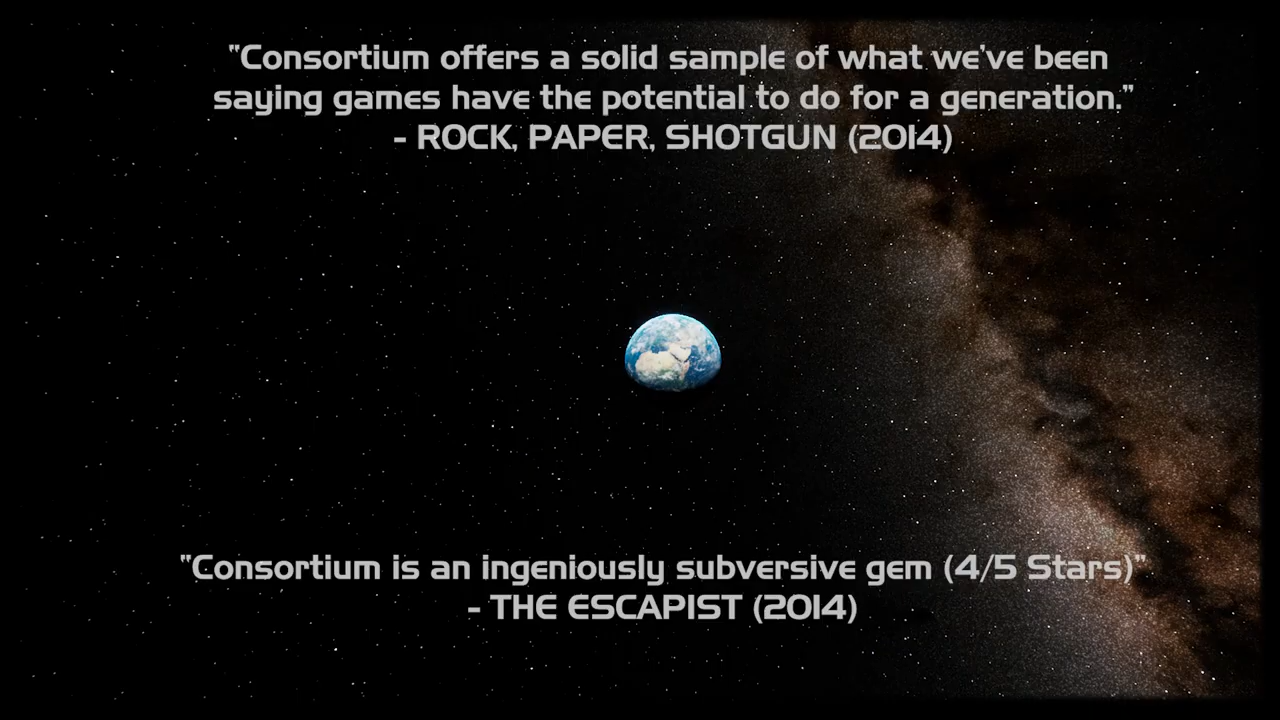 "Consortium offers a solid sample of what we've been
saying games have the potential to do for a generation."
- ROCK, PAPER, SHOTGUN (2014)
"Consortium is an ingeniously subversive gem (4/5 Stars)"
- THE ESCAPIST (2014)